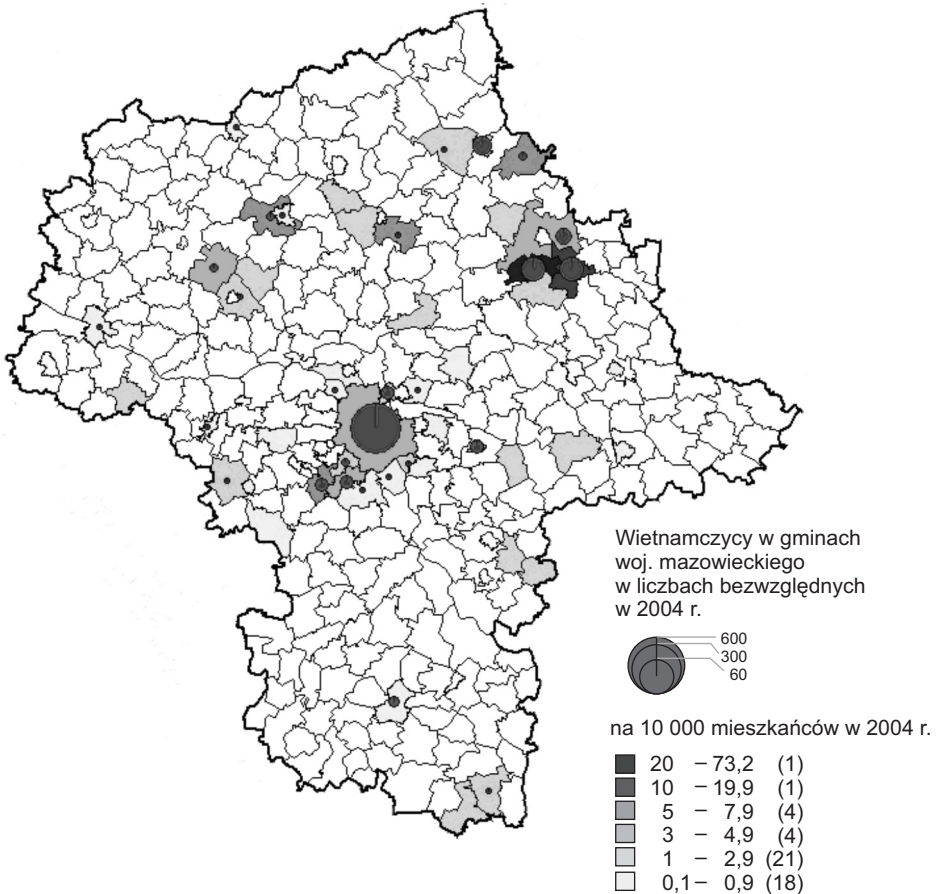 Wietnamczycy w gminach
woj. mazowieckiego
w liczbach bezwzględnych
w 2004 r.
600
300
60
na 10 000 mieszkańców w 2004 r.
20 – 73,2 (1)
10 – 19,9 (1)
5 – 7,9 (4)
3 – 4,9 (4)
1 – 2,9 (21)
0,1 – 0,9 (18)